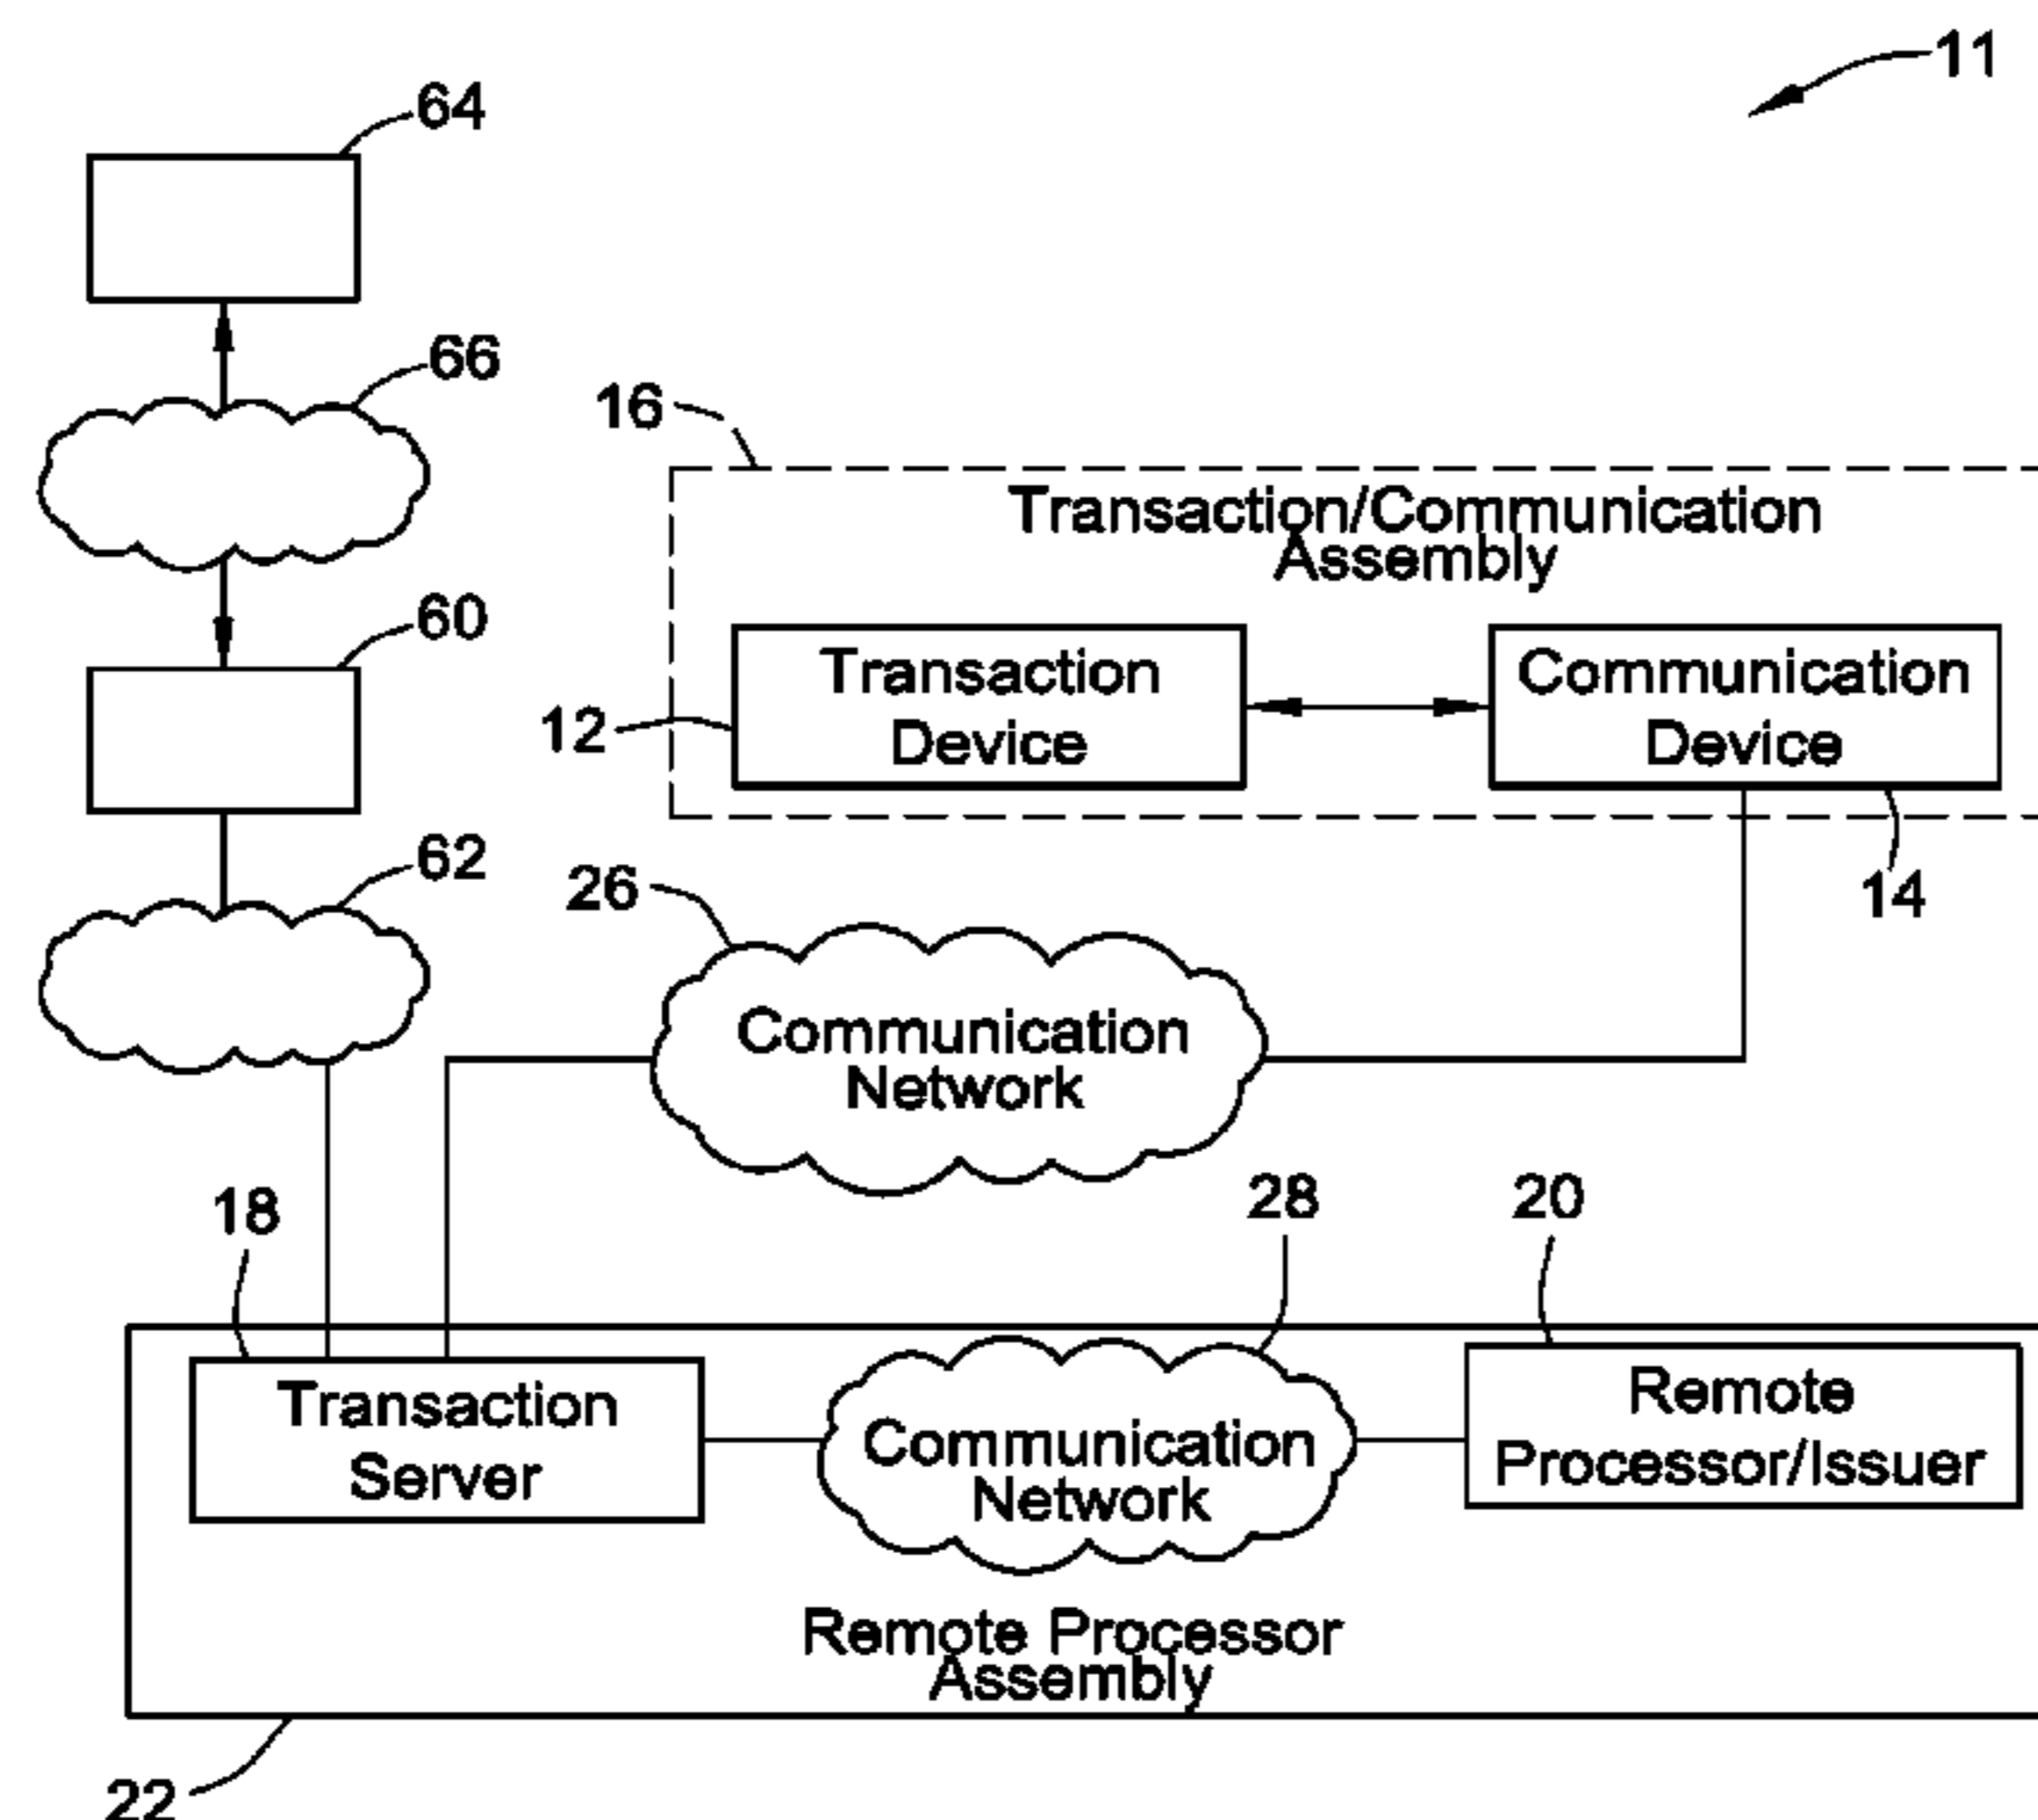 11
64
66
16
Transaction/Communication
Assembly
60
12
Transaction
Device
Communication
Device
62
26
14
Communication
Network
18
28
20
Transaction
Server
Communication
Network
Remote
Processor/Issuer
Remote Processor
Assembly
22